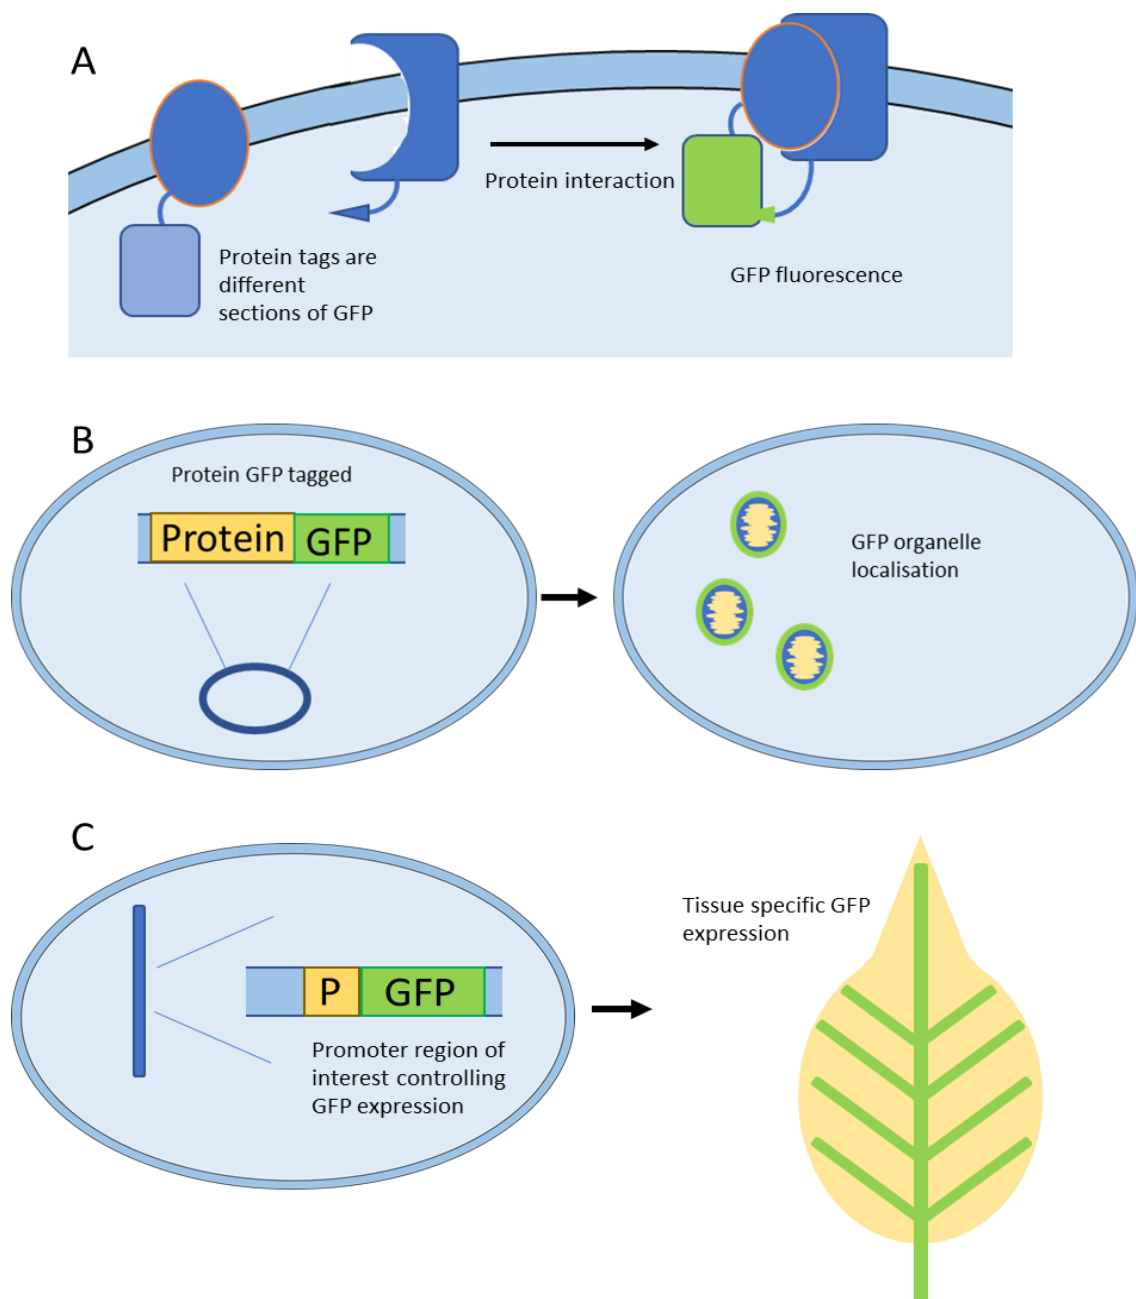 A
Protein interaction
Protein tags are
different
sections of GFP
GFP fluorescence
B
Protein GFP tagged
Protein GFP
GFP organelle
localisation
C
Tissue specific GFP
expression
P GFP
Promoter region of
interest controlling
GFP expression